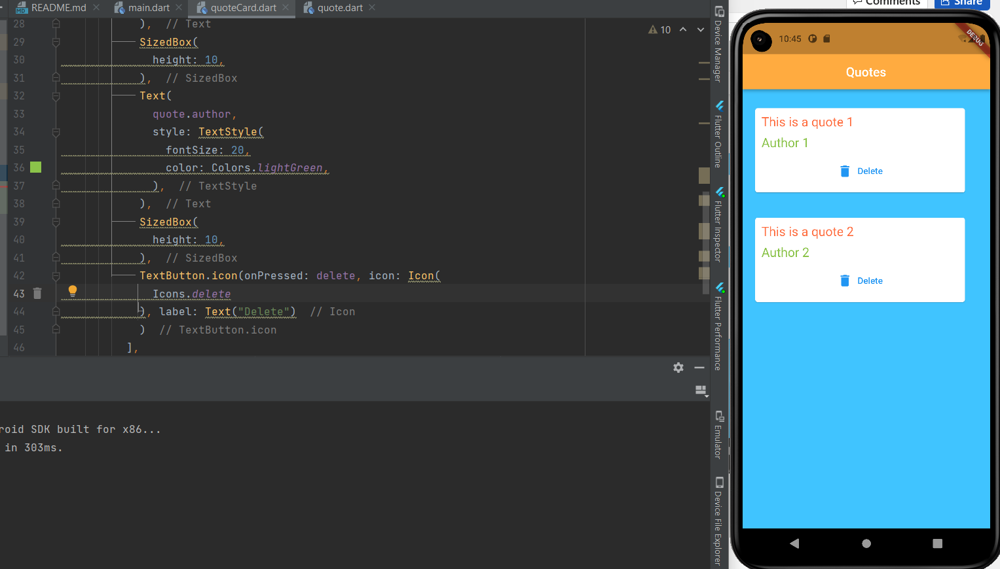 README.md main.dart quoteCard.dart quote.dart
Comments Share
28 ), // Text
29 SizedBox(
30 height: 10,
31 ), // SizedBox
32 Text(
33 quote.author,
34 style: TextStyle(
35 fontSize: 20,
36 color: Colors.lightGreen,
37 ), // TextStyle
38 ), // Text
39 SizedBox(
40 height: 10,
41 ), // SizedBox
42 TextButton.icon(onPressed: delete, icon: Icon(
43 Icons.delete
44 ), label: Text("Delete") // Icon
45 ) // TextButton.icon
46 ],
10
roid SDK built for x86...
in 303ms.
Device Manager
Flutter Outline
Flutter Inspector
Flutter Performance
Emulator
Device File Explorer
10:45
DEBUG
Quotes
This is a quote 1
Author 1
Delete
This is a quote 2
Author 2
Delete